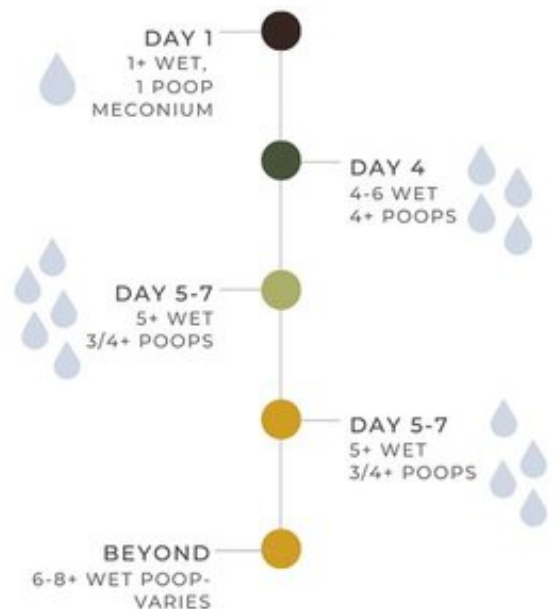 DAY 1
1+ WET,
1 POOP
MECONIUM
DAY 4
4-6 WET
4+ POOPS
DAY 5-7
5+ WET
3/4+ POOPS
DAY 5-7
5+ WET
3/4+ POOPS
BEYOND
6-8+ WET POOP-
VARIES